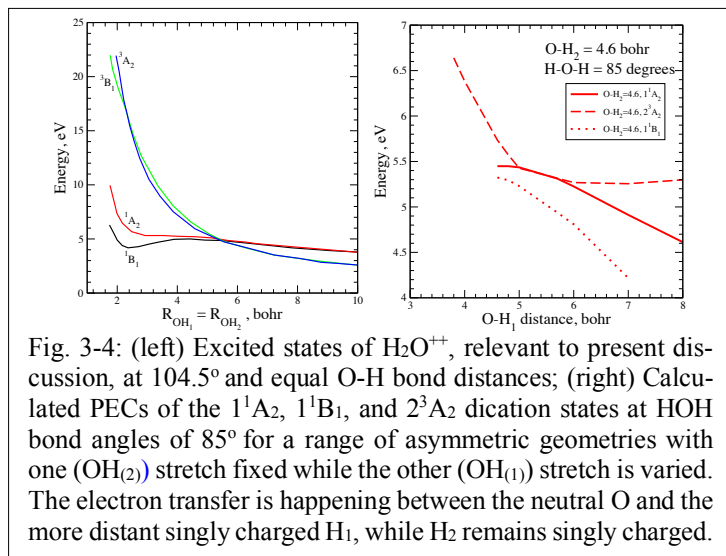 ³A₂
³B₁
¹A₂
¹B₁
Energy, eV
25
20
15
10
5
0
2
4
6
8
10
R_OH₁ = R_OH₂, bohr
O-H₂ = 4.6 bohr
H-O-H = 85 degrees
O-H₂=4.6, 1¹A₂
O-H₂=4.6, 2³A₂
O-H₂=4.6, 1¹B₁
Energy, eV
7
6.5
6
5.5
5
4.5
4
3
4
5
6
7
8
O-H₁ distance, bohr
Fig. 3-4: (left) Excited states of H₂O⁺⁺, relevant to present dis-
cussion, at 104.5º and equal O-H bond distances; (right) Calcu-
lated PECs of the 1¹A₂, 1¹B₁, and 2³A₂ dication states at HOH
bond angles of 85º for a range of asymmetric geometries with
one (OH₍₂₎) stretch fixed while the other (OH₍₁₎) stretch is varied.
The electron transfer is happening between the neutral O and the
more distant singly charged H₁, while H₂ remains singly charged.